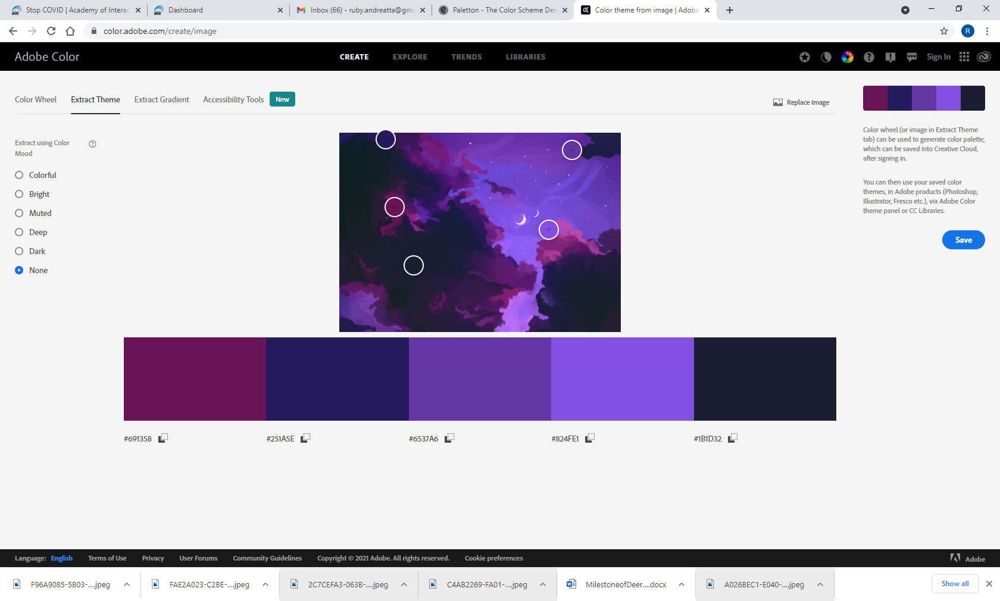 Stop COVID | Academy of Interac
Dashboard
Inbox (66) - ruby.andreatta@gma
Paletton - The Color Scheme Des
Color theme from image | Adobe
color.adobe.com/create/image
R
Adobe Color
CREATE
EXPLORE
TRENDS
LIBRARIES
Sign In
Color Wheel
Extract Theme
Extract Gradient
Accessibility Tools
New
Replace Image
Extract using Color
Mood
Colorful
Bright
Muted
Deep
Dark
None
Color wheel (or image in Extract Theme
tab) can be used to generate color palette,
which can be saved into Creative Cloud,
after signing in.
You can then use your saved color
themes, in Adobe products (Photoshop,
Illustrator, Fresco etc.), via Adobe Color
theme panel or CC Libraries.
Save
#691358
#251A5E
#6537A6
#824FE1
#1B1D32
Language: English
Terms of Use
Privacy
User Forums
Community Guidelines
Copyright © 2021 Adobe. All rights reserved.
Cookie preferences
Adobe
F96A9085-5B03-....jpeg
FAE2A023-C2BE-....jpeg
2C7CEFA3-063B-....jpeg
C4AB2269-FA01-....jpeg
MilestoneofDeer....docx
A026BEC1-E040-....jpeg
Show all